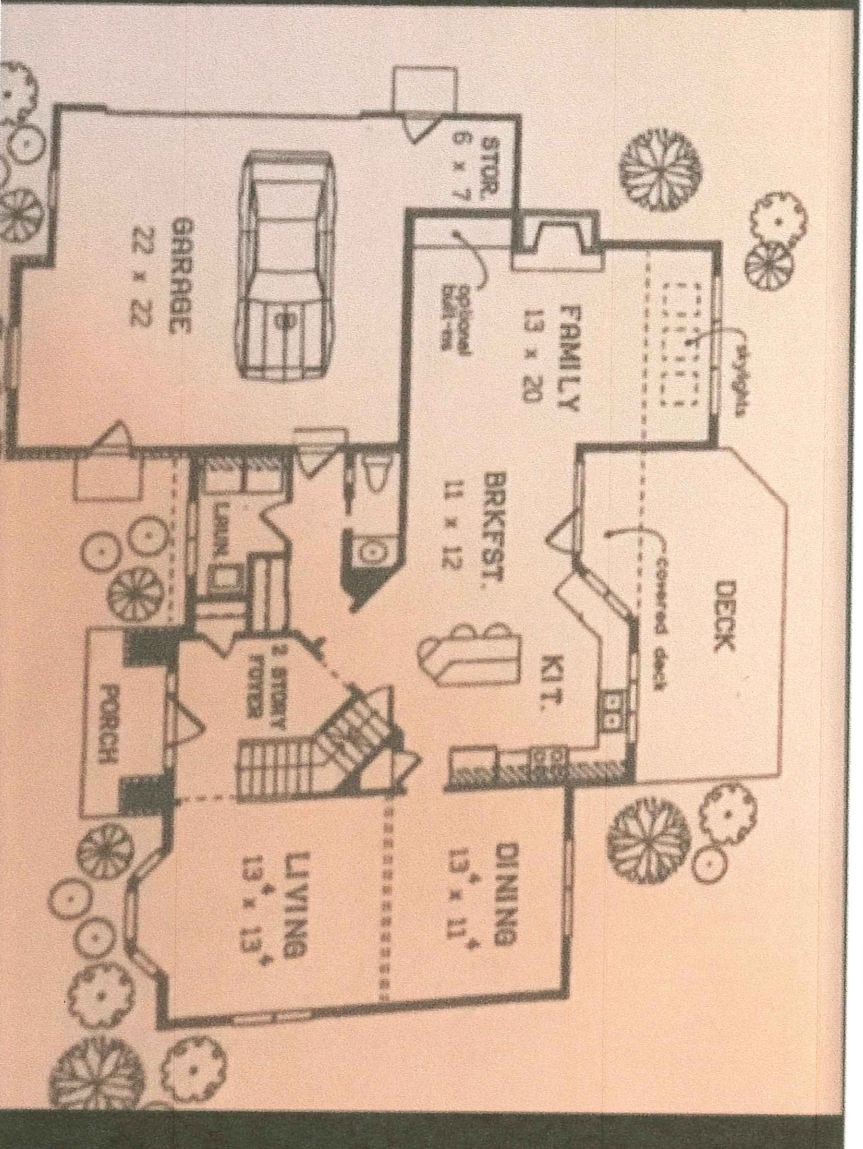 STOR.
6 x 7
GARAGE
22 x 22
optional
built-ins
FAMILY
13 x 20
skylights
BRKFST.
11 x 12
covered deck
DECK
KIT.
LAUN
2 STORY
FOYER
PORCH
DINING
13⁴ x 11⁴
LIVING
13⁴ x 13⁴